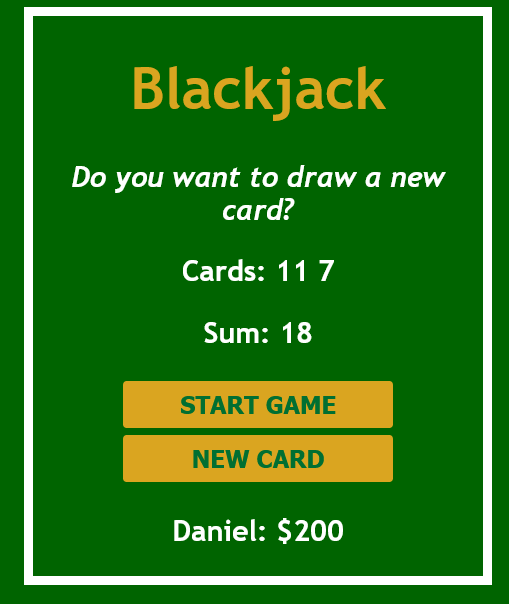 Blackjack
Do you want to draw a new
card?
Cards: 11 7
Sum: 18
START GAME
NEW CARD
Daniel: $200